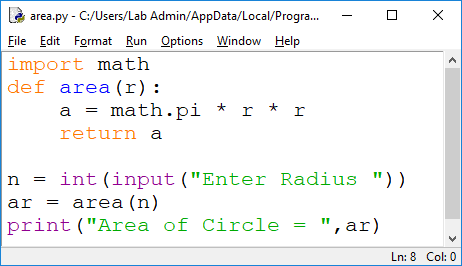 area.py - C:/Users/Lab Admin/AppData/Local/Progra...
File Edit Format Run Options Window Help
import math
def area(r):
    a = math.pi * r * r
    return a

n = int(input("Enter Radius "))
ar = area(n)
print("Area of Circle = ",ar)
Ln: 8 Col: 0